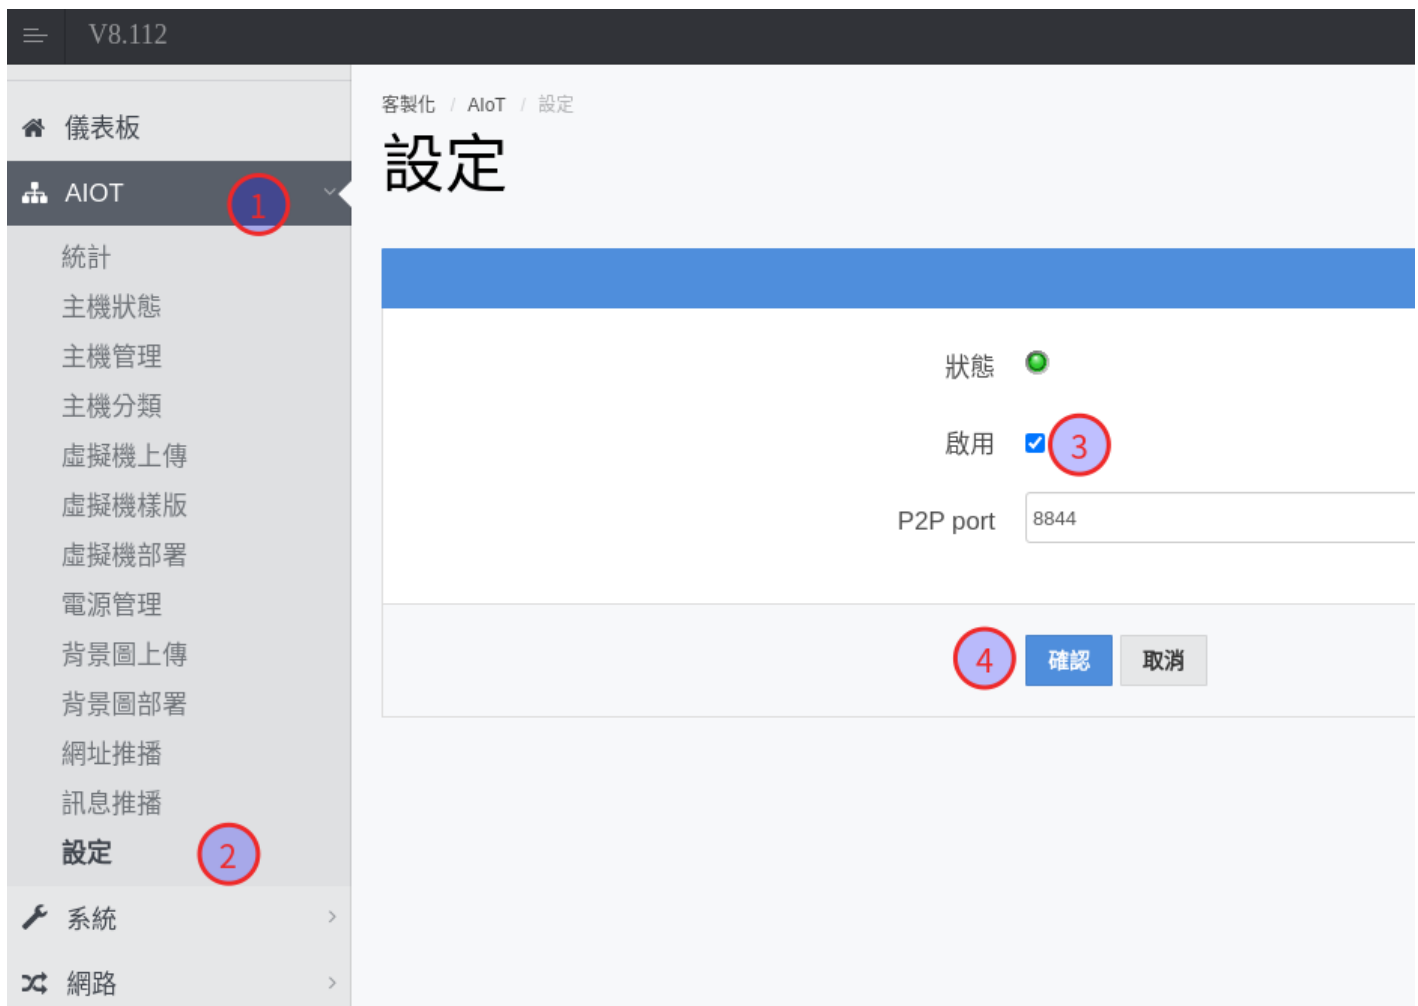 V8.112
儀表板
AIOT
1
統計
主機狀態
主機管理
主機分類
虛擬機上傳
虛擬機樣版
虛擬機部署
電源管理
背景圖上傳
背景圖部署
網址推播
訊息推播
設定
2
系統
網路
客製化 / AIoT / 設定
設定
狀態
啟用
3
P2P port 8844
4
確認 取消